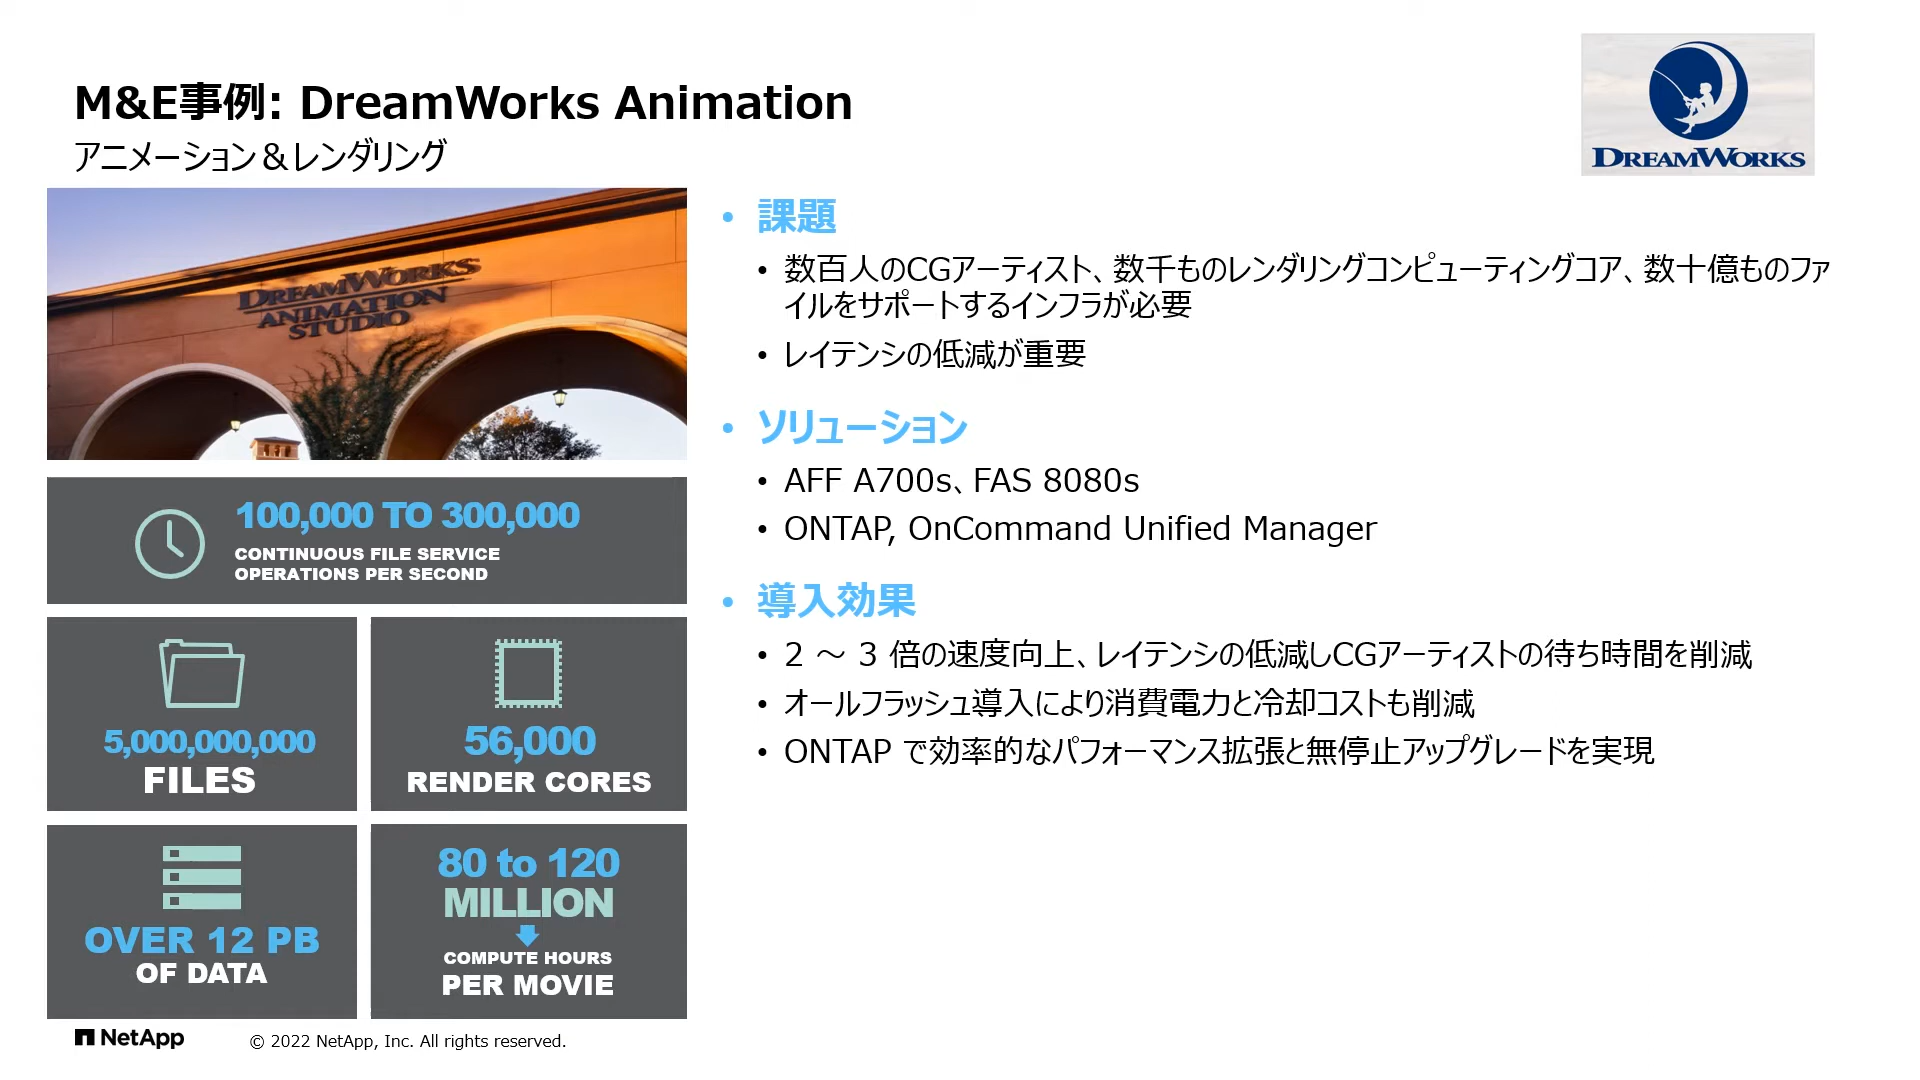 M&E事例: DreamWorks Animation
アニメーション＆レンダリング
DREAMWORKS
DREAMWORKS
ANIMATION
STUDIO
100,000 TO 300,000
CONTINUOUS FILE SERVICE
OPERATIONS PER SECOND
5,000,000,000
FILES
56,000
RENDER CORES
OVER 12 PB
OF DATA
80 to 120
MILLION
COMPUTE HOURS
PER MOVIE
• 課題
• 数百人のCGアーティスト、数千ものレンダリングコンピューティングコア、数十億ものファ
イルをサポートするインフラが必要
• レイテンシの低減が重要
• ソリューション
• AFF A700s、FAS 8080s
• ONTAP, OnCommand Unified Manager
• 導入効果
• 2 ～ 3 倍の速度向上、レイテンシの低減しCGアーティストの待ち時間を削減
• オールフラッシュ導入により消費電力と冷却コストも削減
• ONTAP で効率的なパフォーマンス拡張と無停止アップグレードを実現
NetApp
© 2022 NetApp, Inc. All rights reserved.